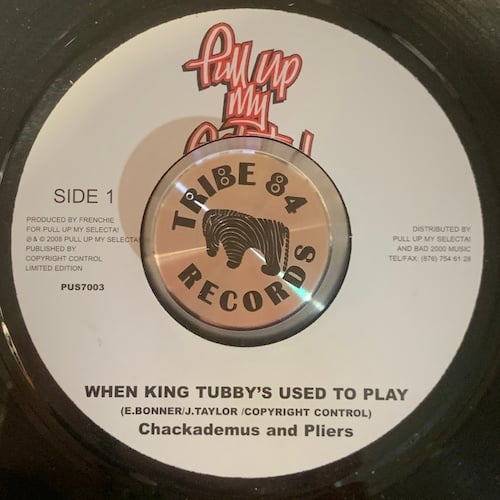 Pull up
my
SIDE 1
PRODUCED BY FRENCHIE
FOR PULL UP MY SELECTA!
℗ & © 2008 PULL UP MY SELECTA!
PUBLISHED BY
COPYRIGHT CONTROL
LIMITED EDITION
PUS7003
TRIBE 84
RECORDS
DISTRIBUTED BY
PULL UP MY SELECTA!
AND BAD 2000 MUSIC
TEL/FAX: (876) 754 61 28
WHEN KING TUBBY'S USED TO PLAY
(E.BONNER/J.TAYLOR /COPYRIGHT CONTROL)
Chackademus and Pliers